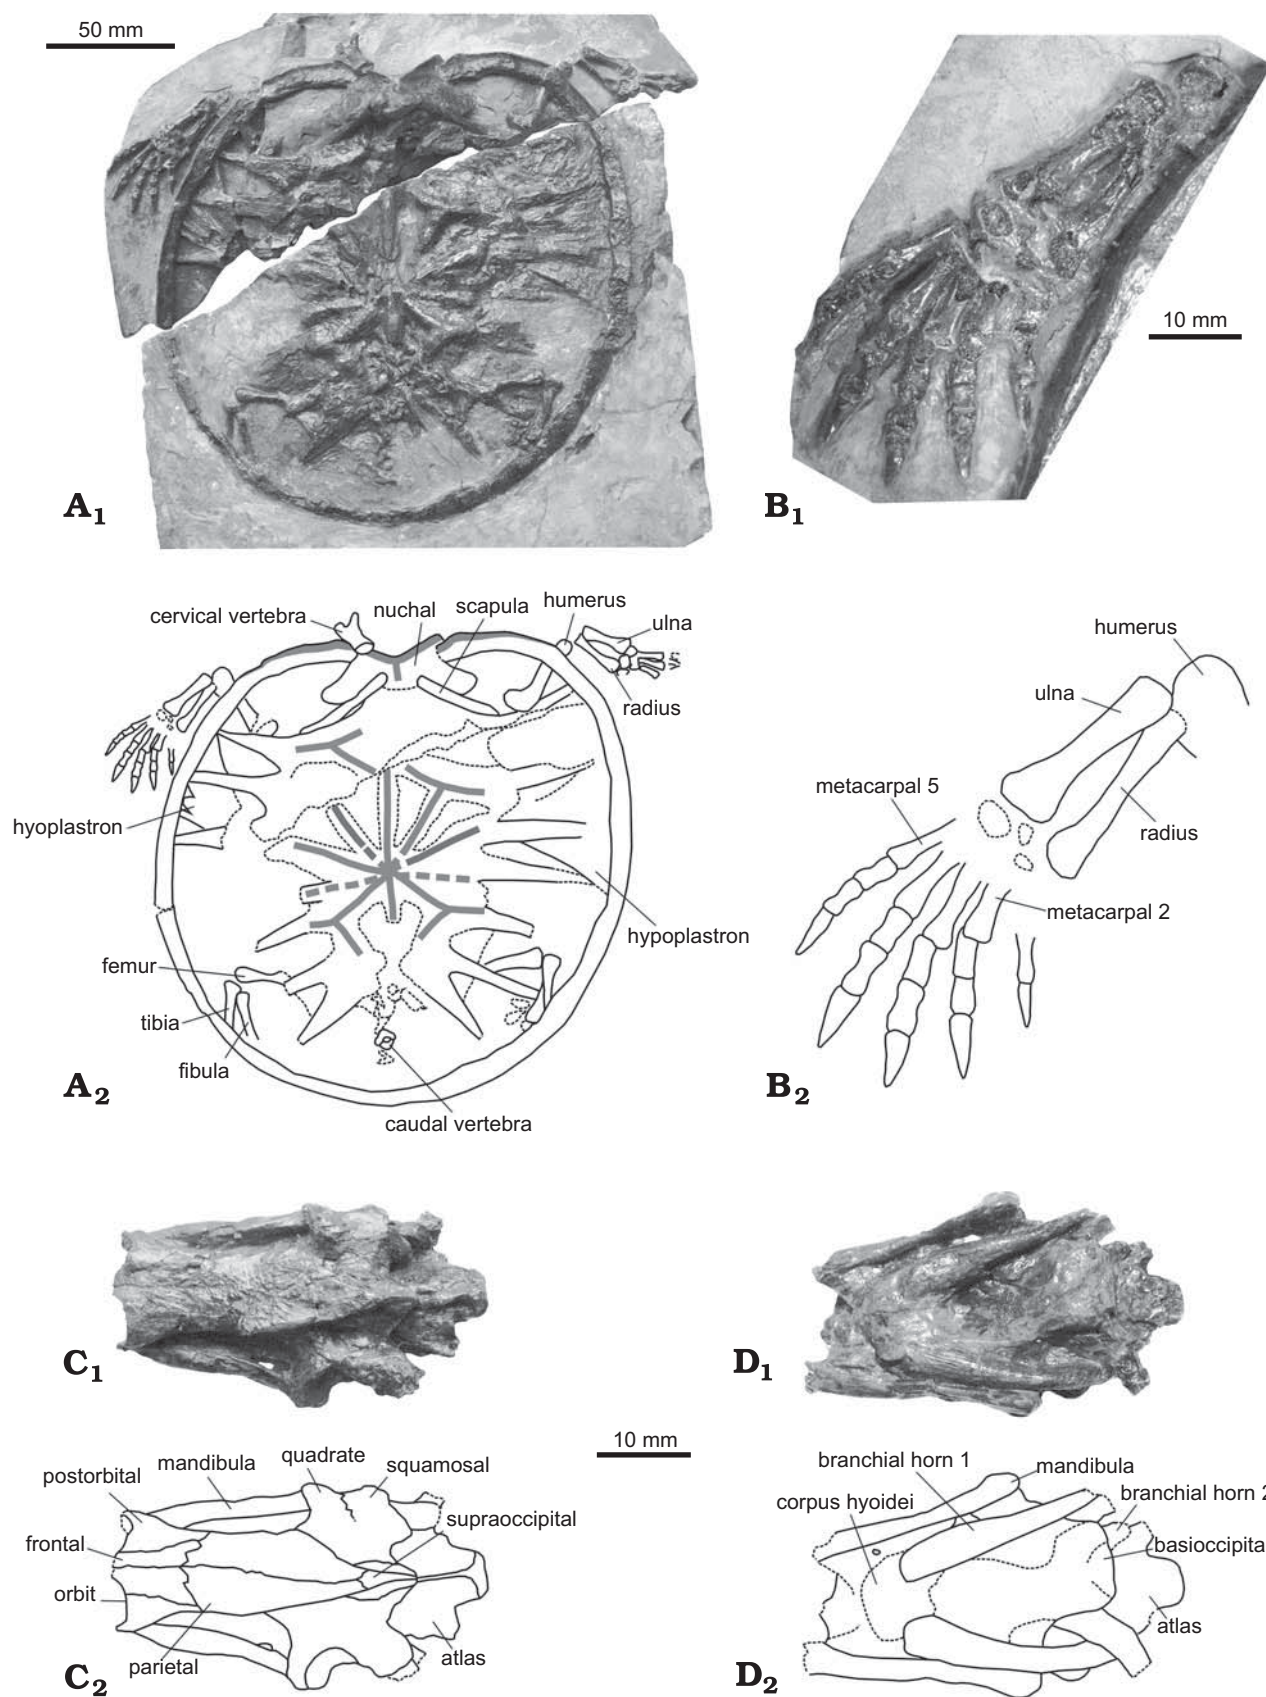 50 mm
10 mm
A1
B1
cervical vertebra
nuchal
scapula
humerus
ulna
radius
hyoplastron
hypoplastron
femur
tibia
fibula
caudal vertebra
A2
humerus
ulna
metacarpal 5
radius
metacarpal 2
B2
C1
D1
10 mm
postorbital
mandibula
quadrate
squamosal
supraoccipital
frontal
orbit
parietal
atlas
C2
branchial horn 1
mandibula
corpus hyoidei
branchial horn 2
basioccipital
atlas
D2